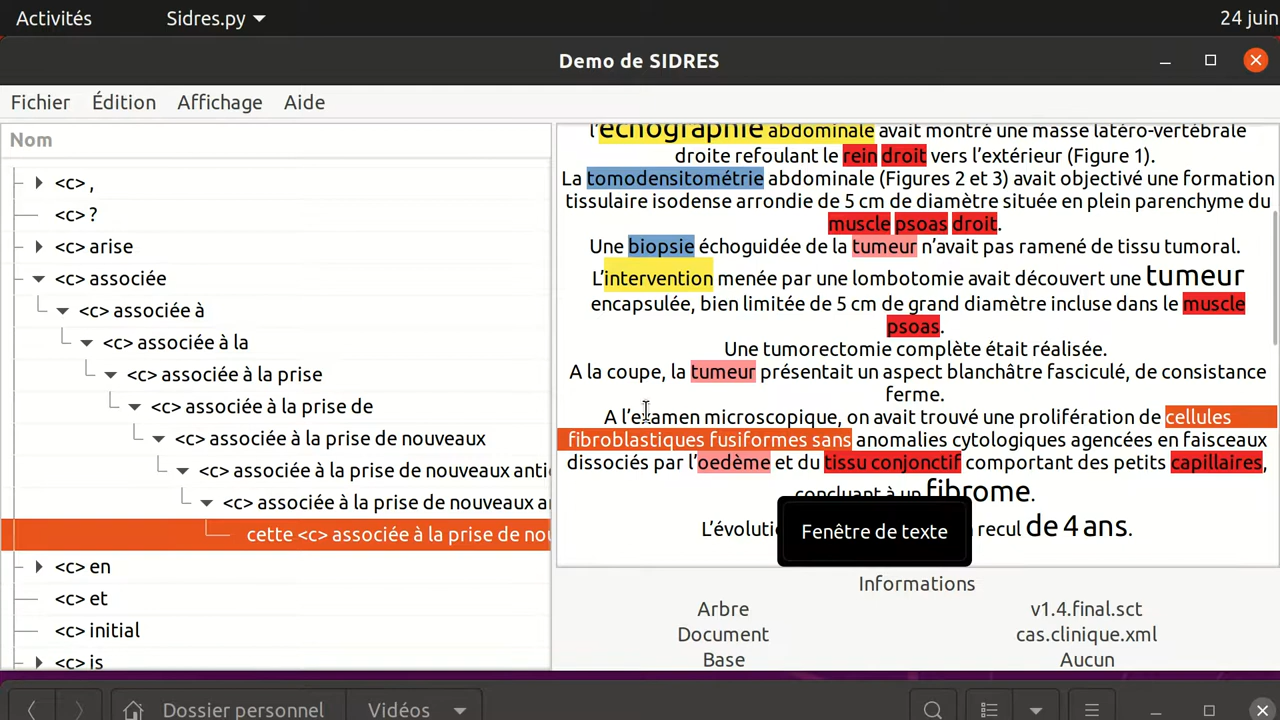 Activités
Sidres.py
24 juin
Demo de SIDRES
Fichier
Édition
Affichage
Aide
Nom
<c> ,
<c> ?
<c> arise
<c> associée
<c> associée à
<c> associée à la
<c> associée à la prise
<c> associée à la prise de
<c> associée à la prise de nouveaux
<c> associée à la prise de nouveaux anti
<c> associée à la prise de nouveaux an
cette <c> associée à la prise de nou
<c> en
<c> et
<c> initial
<c> is
l’échographie abdominale avait montré une masse latéro-vertébrale
droite refoulant le rein droit vers l’extérieur (Figure 1).
La tomodensitométrie abdominale (Figures 2 et 3) avait objectivé une formation
tissulaire isodense arrondie de 5 cm de diamètre située en plein parenchyme du
muscle psoas droit.
Une biopsie échoguidée de la tumeur n’avait pas ramené de tissu tumoral.
L’intervention menée par une lombotomie avait découvert une tumeur
encapsulée, bien limitée de 5 cm de grand diamètre incluse dans le muscle
psoas.
Une tumorectomie complète était réalisée.
A la coupe, la tumeur présentait un aspect blanchâtre fasciculé, de consistance
ferme.
A l’examen microscopique, on avait trouvé une prolifération de cellules
fibroblastiques fusiformes sans anomalies cytologiques agencées en faisceaux
dissociés par l’oedème et du tissu conjonctif comportant des petits capillaires,
concluant à un fibrome.
L’évoluti recul de 4 ans.
Fenêtre de texte
Informations
Arbre v1.4.final.sct
Document cas.clinique.xml
Base Aucun
Dossier personnel
Vidéos